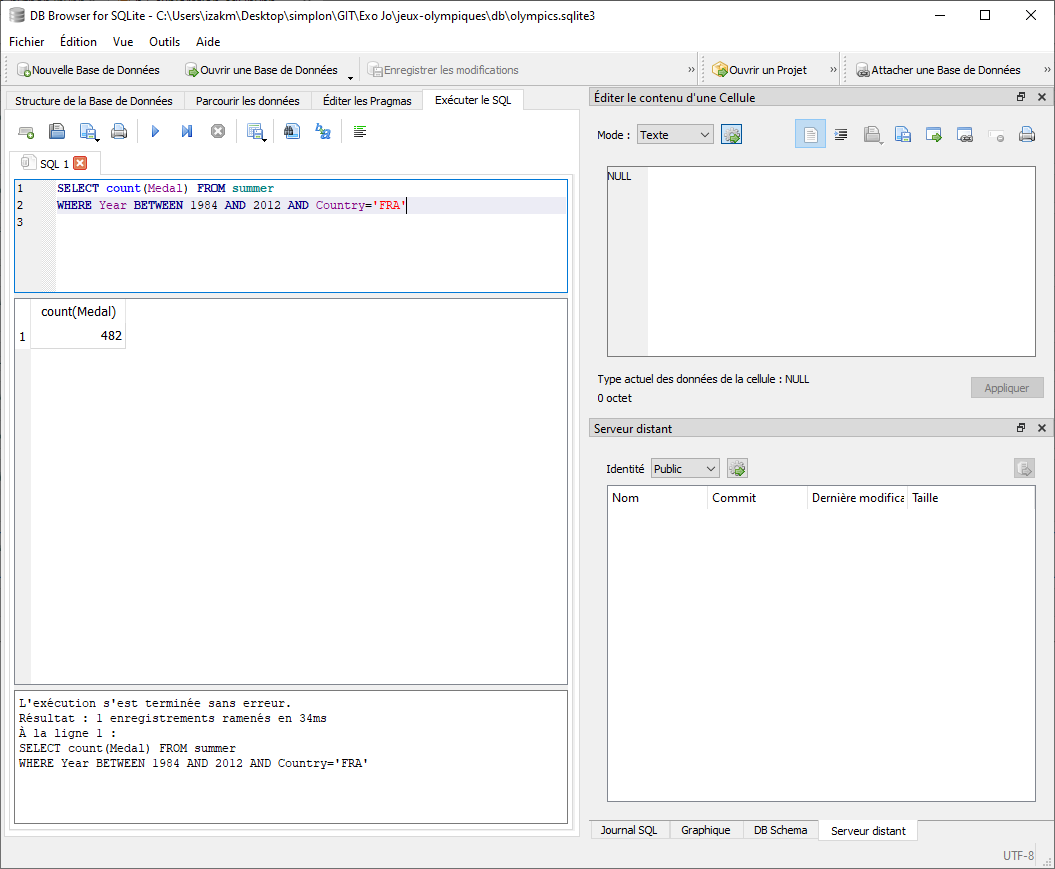 DB Browser for SQLite - C:\Users\izakm\Desktop\simplon\GIT\Exo Jo\jeux-olympiques\db\olympics.sqlite3
Fichier Édition Vue Outils Aide
Nouvelle Base de Données Ouvrir une Base de Données Enregistrer les modifications » Ouvrir un Projet » Attacher une Base de Données »
Structure de la Base de Données Parcourir les données Éditer les Pragmas Exécuter le SQL
SQL 1
1 SELECT count(Medal) FROM summer
2 WHERE Year BETWEEN 1984 AND 2012 AND Country='FRA'
3
count(Medal)
1 482
L'exécution s'est terminée sans erreur.
Résultat : 1 enregistrements ramenés en 34ms
À la ligne 1 :
SELECT count(Medal) FROM summer
WHERE Year BETWEEN 1984 AND 2012 AND Country='FRA'
Éditer le contenu d'une Cellule
Mode : Texte
NULL
Type actuel des données de la cellule : NULL
0 octet
Appliquer
Serveur distant
Identité Public
Nom Commit Dernière modifica Taille
Journal SQL Graphique DB Schema Serveur distant
UTF-8